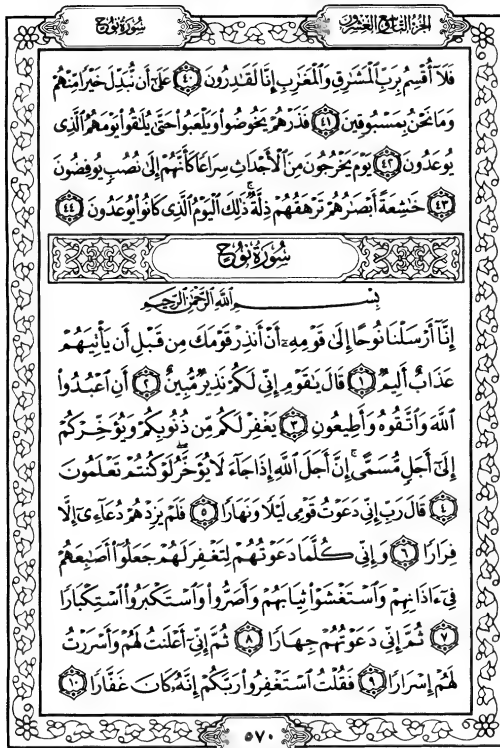 الجزء التاسع والعشرون
سورة نوح
فَلَآ أُقْسِمُ بِرَبِّ ٱلْمَشَٰرِقِ وَٱلْمَغَٰرِبِ إِنَّا لَقَٰدِرُونَ ٤٠ عَلَىٰٓ أَن نُّبَدِّلَ خَيْرًا مِّنْهُمْ
وَمَا نَحْنُ بِمَسْبُوقِينَ ٤١ فَذَرْهُمْ يَخُوضُوا۟ وَيَلْعَبُوا۟ حَتَّىٰ يُلَٰقُوا۟ يَوْمَهُمُ ٱلَّذِى
يُوعَدُونَ ٤٢ يَوْمَ يَخْرُجُونَ مِنَ ٱلْأَجْدَاثِ سِرَاعًا كَأَنَّهُمْ إِلَىٰ نُصُبٍ يُوفِضُونَ
٤٣ خَٰشِعَةً أَبْصَٰرُهُمْ تَرْهَقُهُمْ ذِلَّةٌ ۚ ذَٰلِكَ ٱلْيَوْمُ ٱلَّذِى كَانُوا۟ يُوعَدُونَ ٤٤
سورة نوح
بِسْمِ ٱللَّهِ ٱلرَّحْمَٰنِ ٱلرَّحِيمِ
إِنَّآ أَرْسَلْنَا نُوحًا إِلَىٰ قَوْمِهِۦٓ أَنْ أَنذِرْ قَوْمَكَ مِن قَبْلِ أَن يَأْتِيَهُمْ
عَذَابٌ أَلِيمٌ ١ قَالَ يَٰقَوْمِ إِنِّى لَكُمْ نَذِيرٌ مُّبِينٌ ٢ أَنِ ٱعْبُدُوا۟
ٱللَّهَ وَٱتَّقُوهُ وَأَطِيعُونِ ٣ يَغْفِرْ لَكُم مِّن ذُنُوبِكُمْ وَيُؤَخِّرْكُمْ
إِلَىٰٓ أَجَلٍ مُّسَمًّى ۚ إِنَّ أَجَلَ ٱللَّهِ إِذَا جَآءَ لَا يُؤَخَّرُ ۖ لَوْ كُنتُمْ تَعْلَمُونَ
٤ قَالَ رَبِّ إِنِّى دَعَوْتُ قَوْمِى لَيْلًا وَنَهَارًا ٥ فَلَمْ يَزِدْهُمْ دُعَآءِىٓ إِلَّا
فِرَارًا ٦ وَإِنِّى كُلَّمَا دَعَوْتُهُمْ لِتَغْفِرَ لَهُمْ جَعَلُوٓا۟ أَصَٰبِعَهُمْ
فِىٓ ءَاذَانِهِمْ وَٱسْتَغْشَوْا۟ ثِيَابَهُمْ وَأَصَرُّوا۟ وَٱسْتَكْبَرُوا۟ ٱسْتِكْبَارًا
٧ ثُمَّ إِنِّى دَعَوْتُهُمْ جِهَارًا ٨ ثُمَّ إِنِّىٓ أَعْلَنتُ لَهُمْ وَأَسْرَرْتُ
لَهُمْ إِسْرَارًا ٩ فَقُلْتُ ٱسْتَغْفِرُوا۟ رَبَّكُمْ إِنَّهُۥ كَانَ غَفَّارًا ١٠
٥٧٠